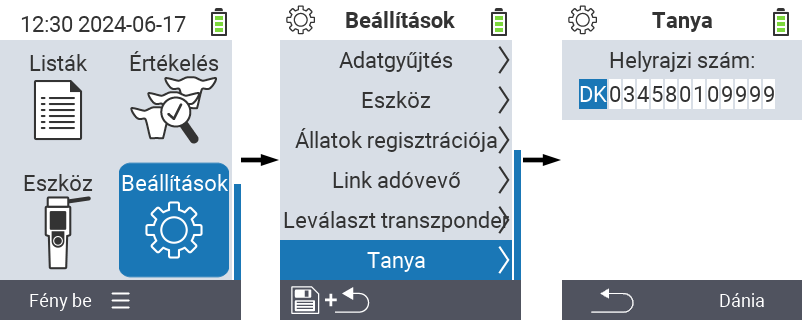 12:30 2024-06-17
Listák
Értékelés
Eszköz
Beállítások
Fény be
Beállítások
Adatgyűjtés
Eszköz
Állatok regisztrációja
Link adóvevő
Leválaszt transzponder
Tanya
Tanya
Helyrajzi szám:
DK034580109999
Dánia